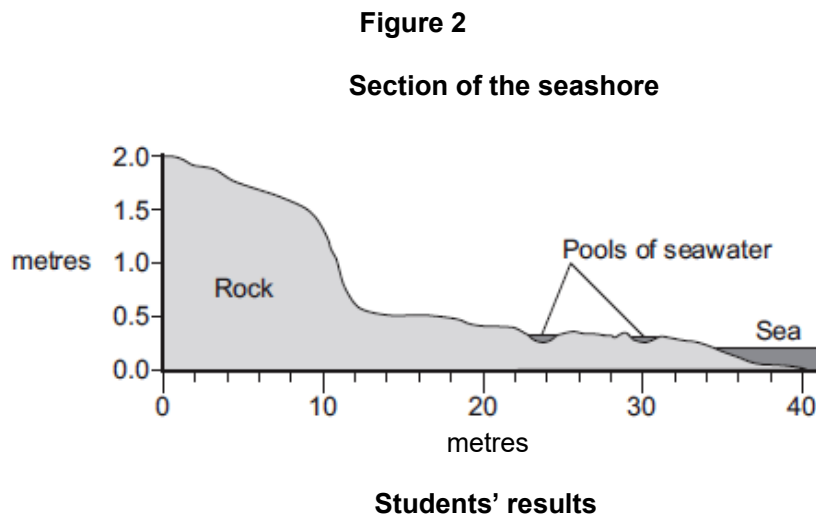 Figure 2
Section of the seashore
2.0
1.5
metres 1.0
0.5
0.0
Rock
Pools of seawater
Sea
0 10 20 30 40
metres
Students’ results